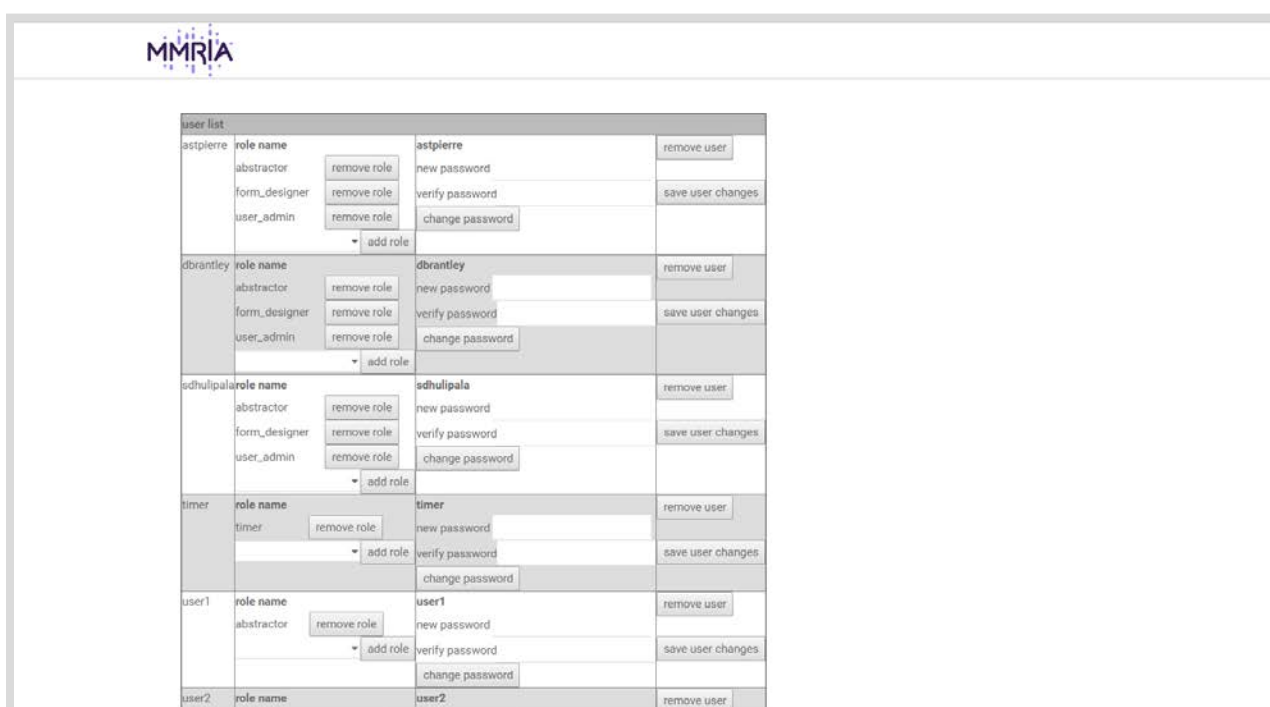 MMRIA
user list
astpierre role name astpierre remove user
abstractor remove role new password
form_designer remove role verify password save user changes
user_admin remove role change password
add role
dbrantley role name dbrantley remove user
abstractor remove role new password
form_designer remove role verify password save user changes
user_admin remove role change password
add role
sdhulipala role name sdhulipala remove user
abstractor remove role new password
form_designer remove role verify password save user changes
user_admin remove role change password
add role
timer role name timer remove user
timer remove role new password
add role verify password save user changes
change password
user1 role name user1 remove user
abstractor remove role new password
add role verify password save user changes
change password
user2 role name user2 remove user